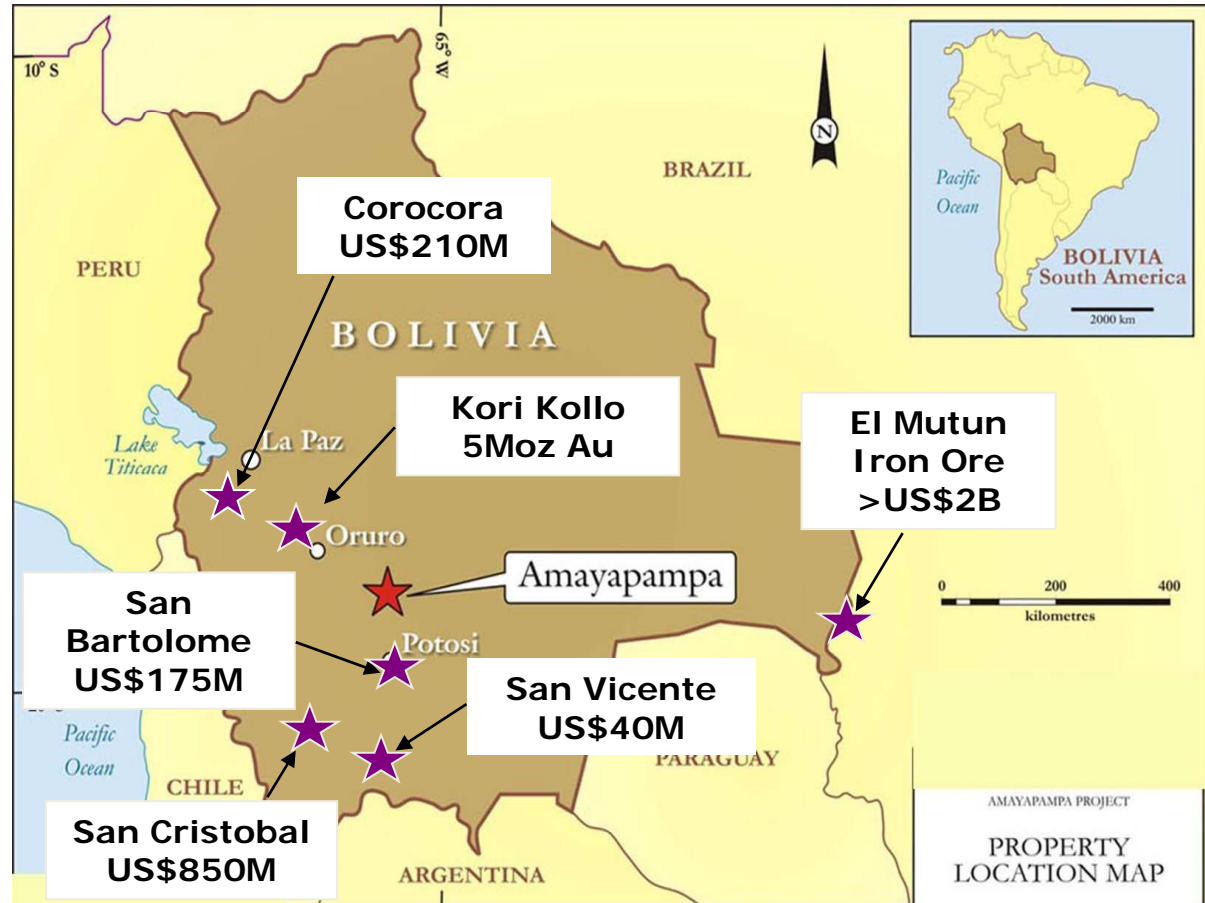 10° S
65° W
N
BRAZIL
PERU
Corocora
US$210M
BOLIVIA
Kori Kollo
5Moz Au
El Mutun
Iron Ore
>US$2B
Lake
Titicaca
La Paz
Oruro
Amayapampa
San
Bartolome
US$175M
Potosi
San Vicente
US$40M
Pacific
Ocean
CHILE
PARAGUAY
San Cristobal
US$850M
ARGENTINA
Pacific
Ocean
BOLIVIA
South America
2000 km
0 200 400
kilometres
AMAYAPAMPA PROJECT
PROPERTY
LOCATION MAP